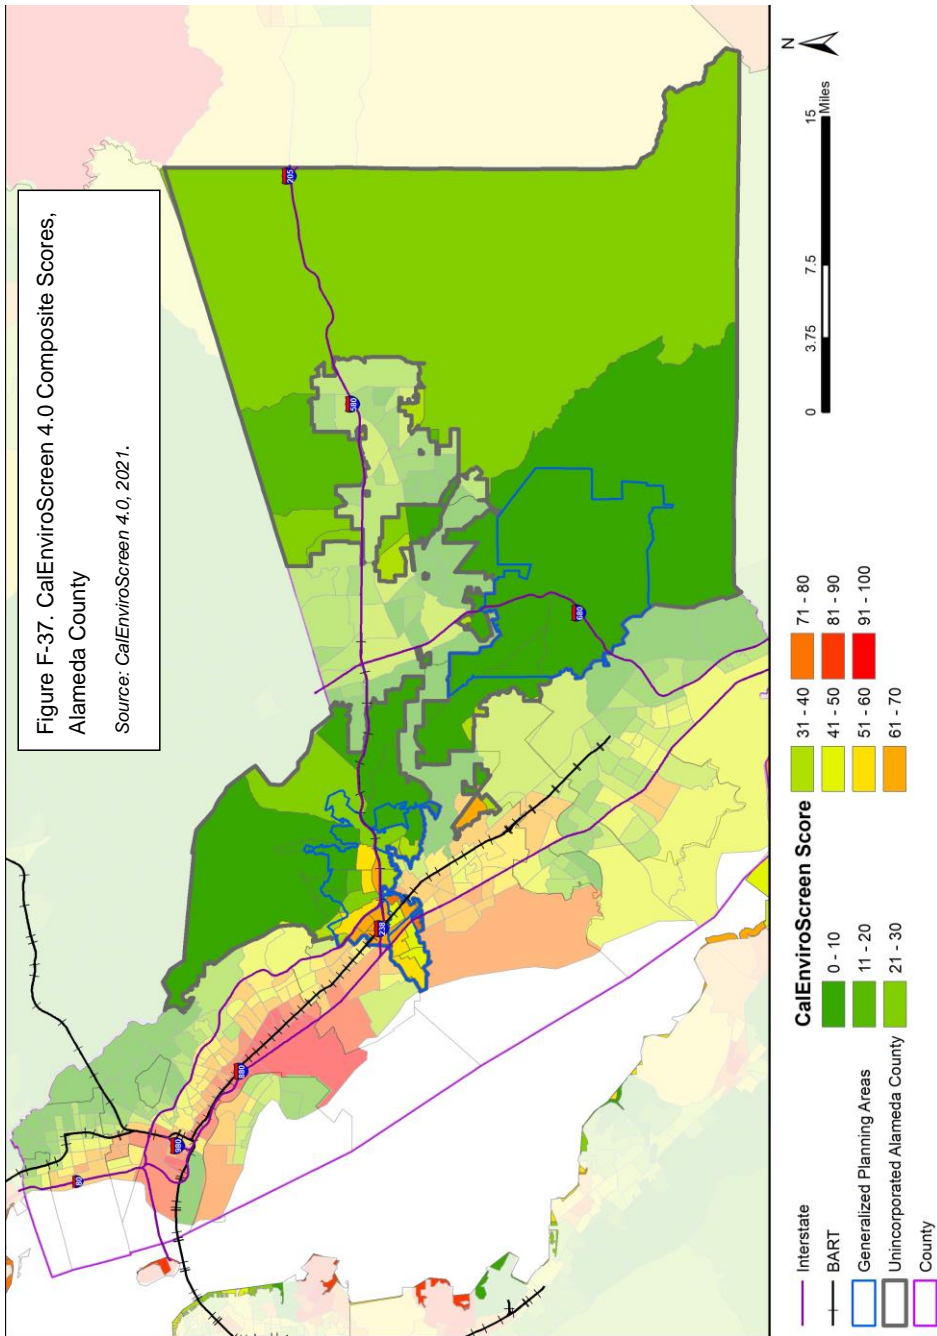 Figure F-37. CalEnviroScreen 4.0 Composite Scores,
Alameda County
Source: CalEnviroScreen 4.0, 2021.
80
980
880
238
580
680
205
N
0 3.75 7.5 15
Miles
Interstate
BART
Generalized Planning Areas
Unincorporated Alameda County
County
CalEnviroScreen Score
0 - 10
11 - 20
21 - 30
31 - 40
41 - 50
51 - 60
61 - 70
71 - 80
81 - 90
91 - 100